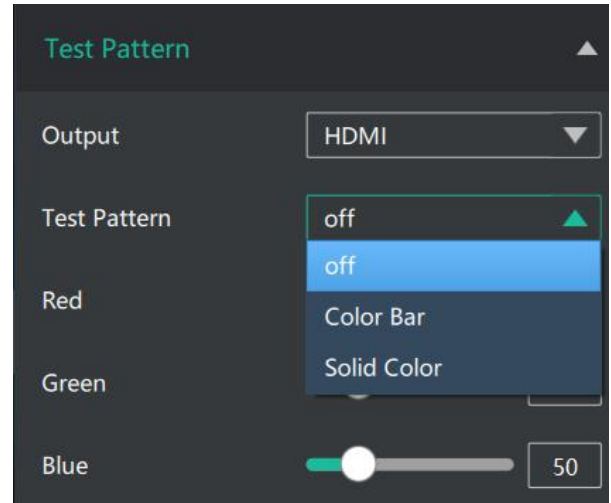 Test Pattern
Output HDMI
Test Pattern off
off
Red
Color Bar
Solid Color
Green
Blue 50